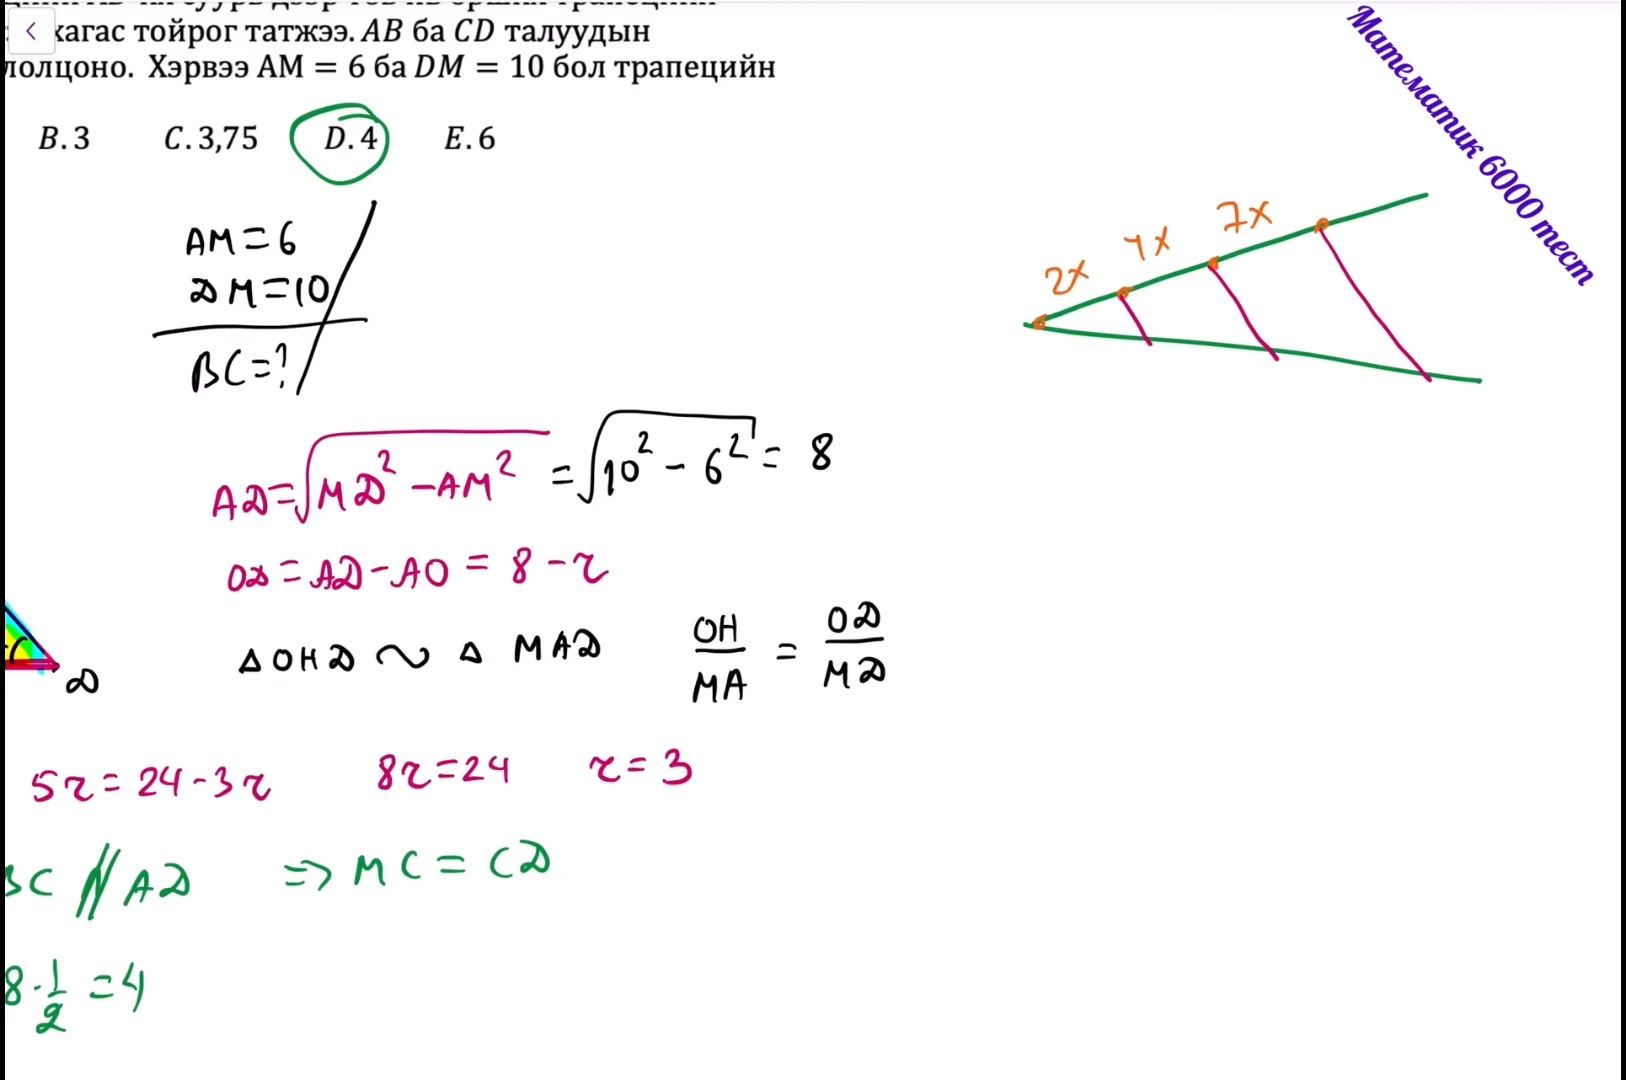 хагас тойрог татжээ. AB ба CD талуудын
лолцоно. Хэрвээ AM = 6 ба DM = 10 бол трапецийн
B. 3 C. 3,75 D. 4 E. 6
Математик 6000 тест
AM = 6
DM = 10
BC = ?
2x 4x 7x
AD = √(MD² - AM²) = √(10² - 6²) = 8
OD = AD - AO = 8 - r
△OHD ∼ △MAD OH/MA = OD/MD
D
5r = 24 - 3r 8r = 24 r = 3
BC ∥ AD ⇒ MC = CD
8 · 1/2 = 4